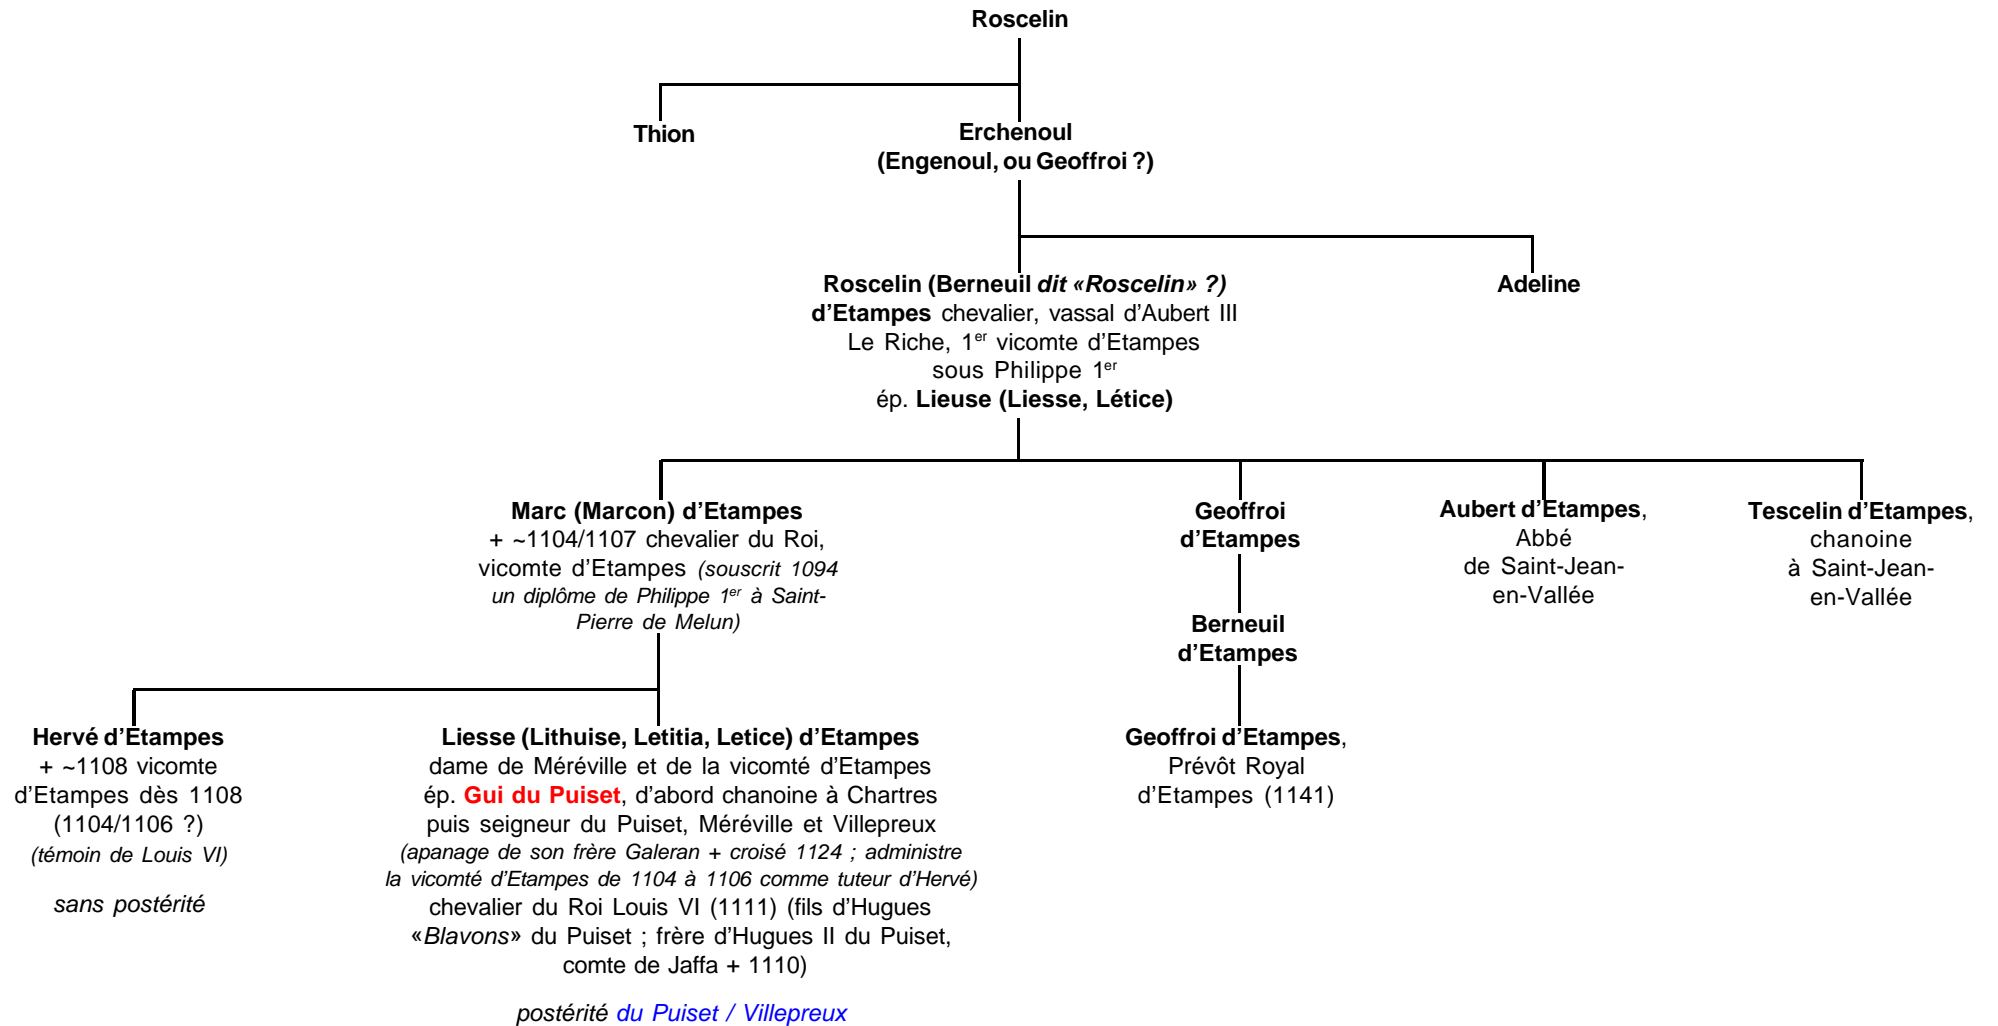 Roscelin
Thion
Erchenoul
(Engenoul, ou Geoffroi ?)
Roscelin (Berneuil dit «Roscelin» ?)
d’Etampes chevalier, vassal d’Aubert III
Le Riche, 1er vicomte d’Etampes
sous Philippe 1er
ép. Lieuse (Liesse, Létice)
Adeline
Marc (Marcon) d’Etampes
+ ~1104/1107 chevalier du Roi,
vicomte d’Etampes (souscrit 1094
un diplôme de Philippe 1er à Saint-
Pierre de Melun)
Geoffroi
d’Etampes
Aubert d’Etampes,
Abbé
de Saint-Jean-
en-Vallée
Tescelin d’Etampes,
chanoine
à Saint-Jean-
en-Vallée
Berneuil
d’Etampes
Hervé d’Etampes
+ ~1108 vicomte
d’Etampes dès 1108
(1104/1106 ?)
(témoin de Louis VI)
sans postérité
Liesse (Lithuise, Letitia, Letice) d’Etampes
dame de Méréville et de la vicomté d’Etampes
ép. Gui du Puiset, d’abord chanoine à Chartres
puis seigneur du Puiset, Méréville et Villepreux
(apanage de son frère Galeran + croisé 1124 ; administre
la vicomté d’Etampes de 1104 à 1106 comme tuteur d’Hervé)
chevalier du Roi Louis VI (1111) (fils d’Hugues
«Blavons» du Puiset ; frère d’Hugues II du Puiset,
comte de Jaffa + 1110)
postérité du Puiset / Villepreux
Geoffroi d’Etampes,
Prévôt Royal
d’Etampes (1141)